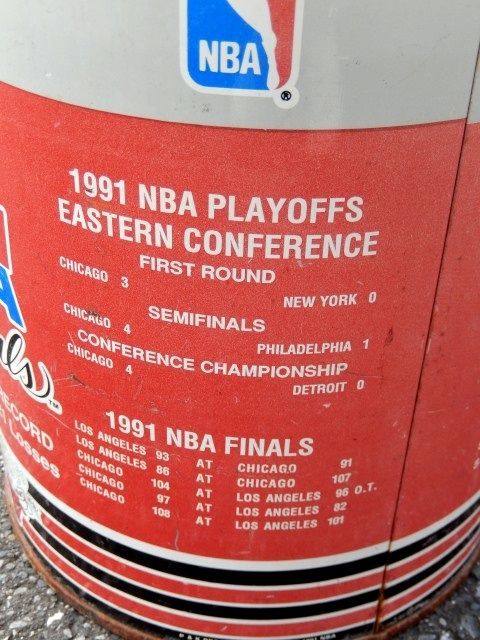 NBA
®
1991 NBA PLAYOFFS
EASTERN CONFERENCE
FIRST ROUND
CHICAGO 3
NEW YORK 0
SEMIFINALS
CHICAGO 4
PHILADELPHIA 1
CONFERENCE CHAMPIONSHIP
CHICAGO 4
DETROIT 0
1991 NBA FINALS
LOS ANGELES 93 AT CHICAGO 91
LOS ANGELES 86 AT CHICAGO 107
CHICAGO 104 AT LOS ANGELES 96 O.T.
CHICAGO 97 AT LOS ANGELES 82
CHICAGO 108 AT LOS ANGELES 101
A
ls™
RECORD
Losses